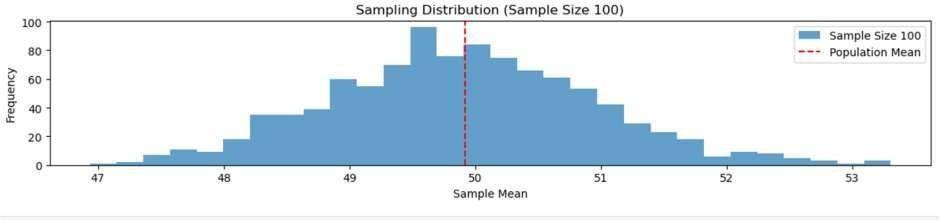 Sampling Distribution (Sample Size 100)
100
80
60
40
20
0
Frequency
Sample Size 100
Population Mean
47 48 49 50 51 52 53
Sample Mean